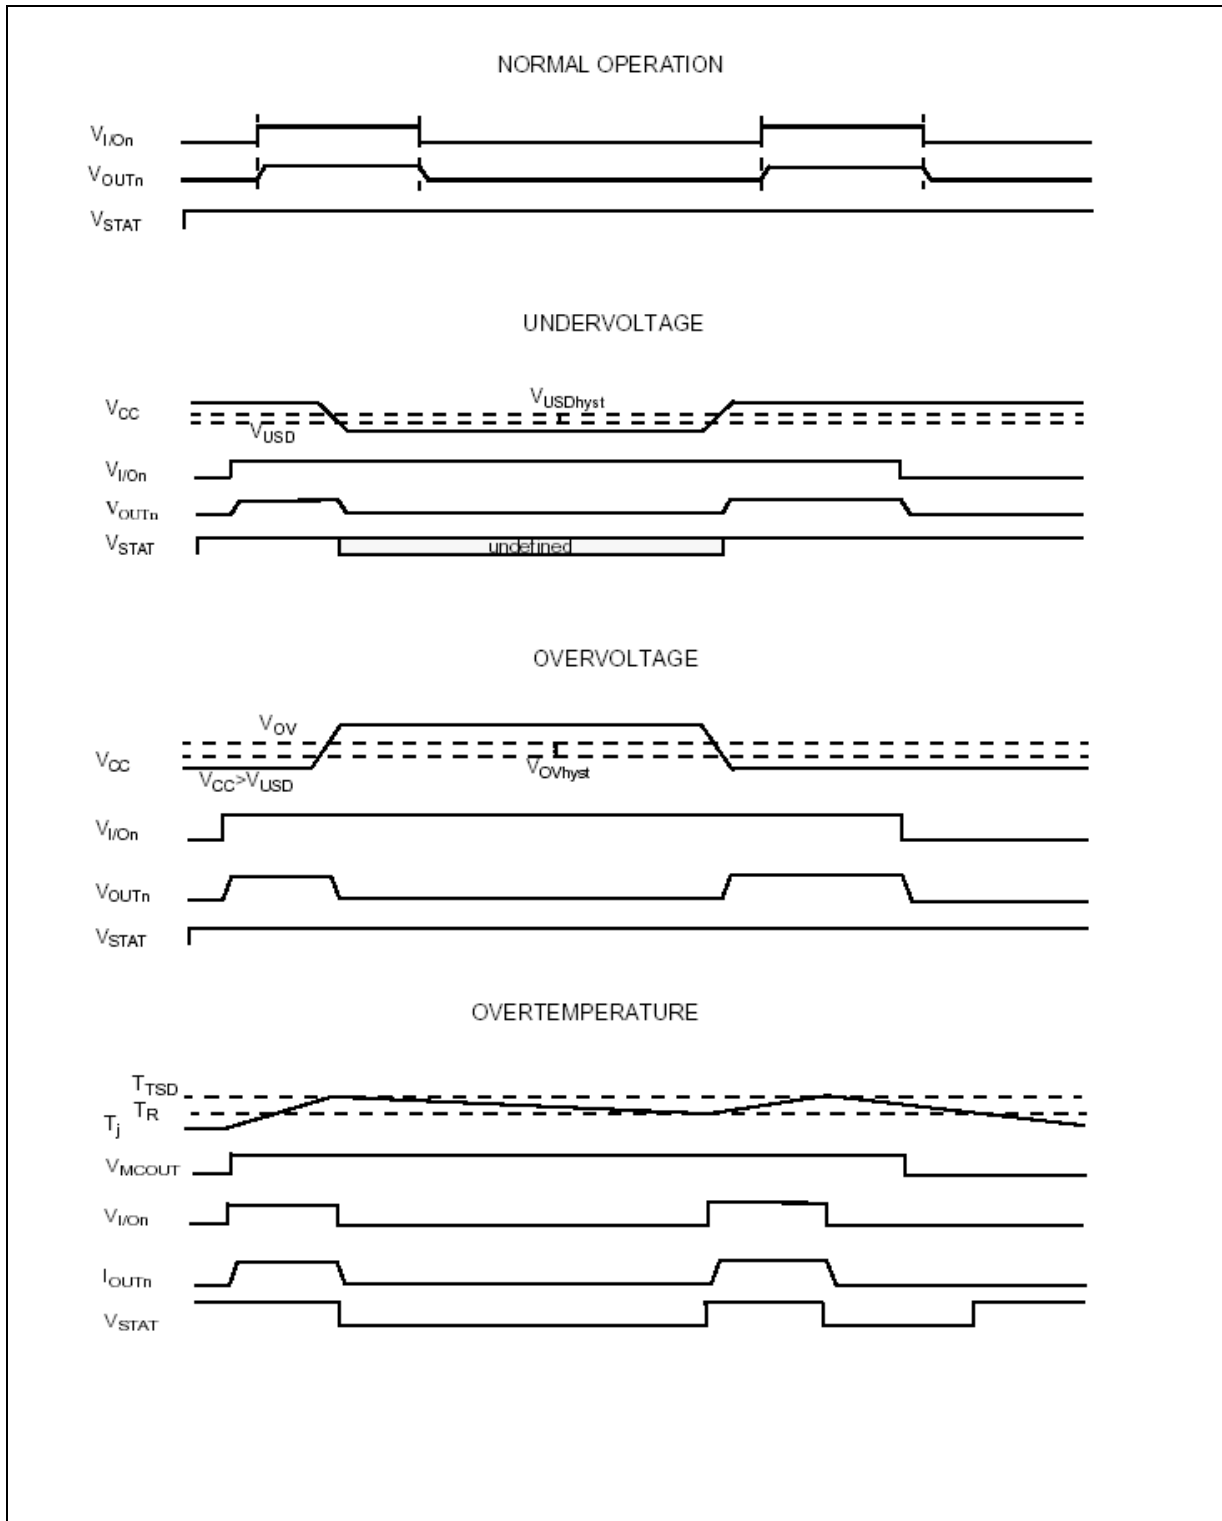 NORMAL OPERATION
VI/On
VOUTn
VSTAT
UNDERVOLTAGE
VCC
VUSDhyst
VUSD
VI/On
VOUTn
VSTAT
undefined
OVERVOLTAGE
VOV
VCC
VCC>VUSD
VOVhyst
VI/On
VOUTn
VSTAT
OVERTEMPERATURE
TTSD
TR
Tj
VMCOUT
VI/On
IOUTn
VSTAT